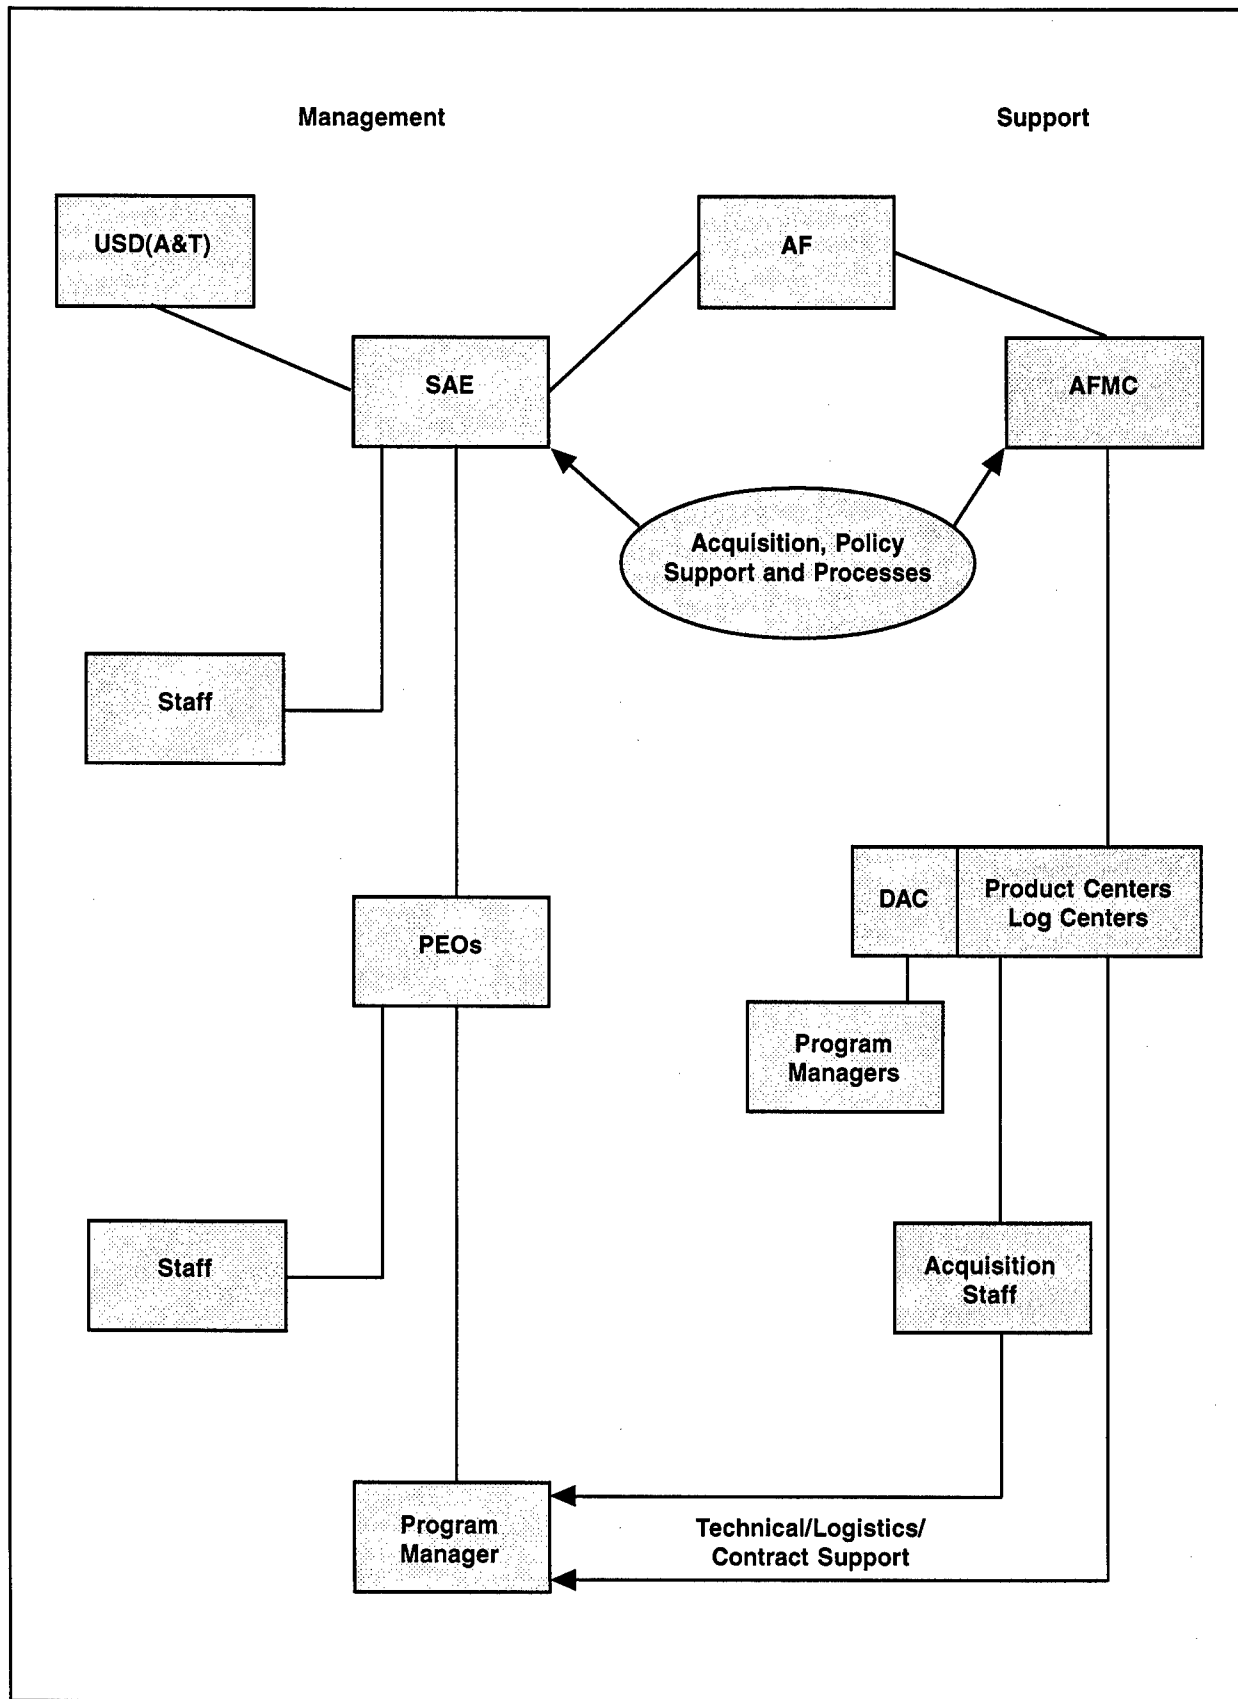 Management
Support
USD(A&T)
AF
SAE
AFMC
Acquisition, Policy
Support and Processes
Staff
DAC
Product Centers
Log Centers
PEOs
Program
Managers
Staff
Acquisition
Staff
Program
Manager
Technical/Logistics/
Contract Support